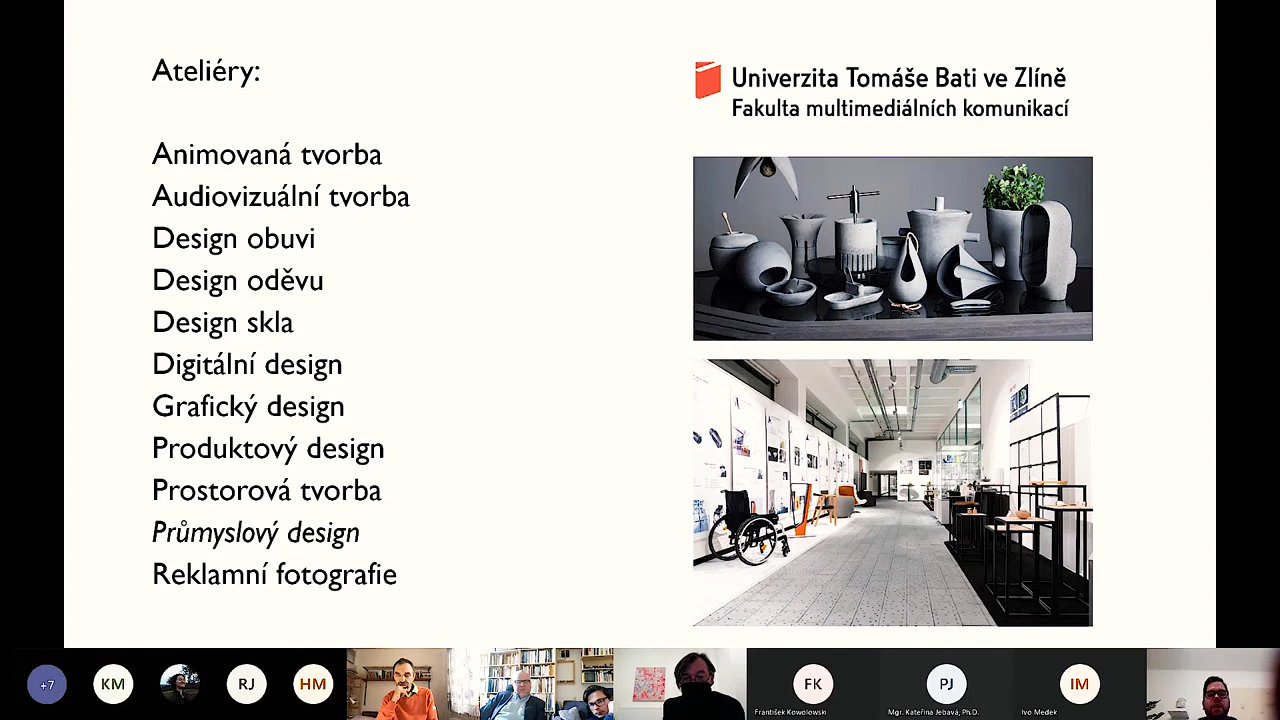 Ateliéry:
Animovaná tvorba
Audiovizuální tvorba
Design obuvi
Design oděvu
Design skla
Digitální design
Grafický design
Produktový design
Prostorová tvorba
Průmyslový design
Reklamní fotografie
Univerzita Tomáše Bati ve Zlíně
Fakulta multimediálních komunikací
+7
KM
RJ
HM
FK
František Kowolowski
PJ
Mgr. Kateřina Jebavá, Ph.D.
IM
Ivo Medek